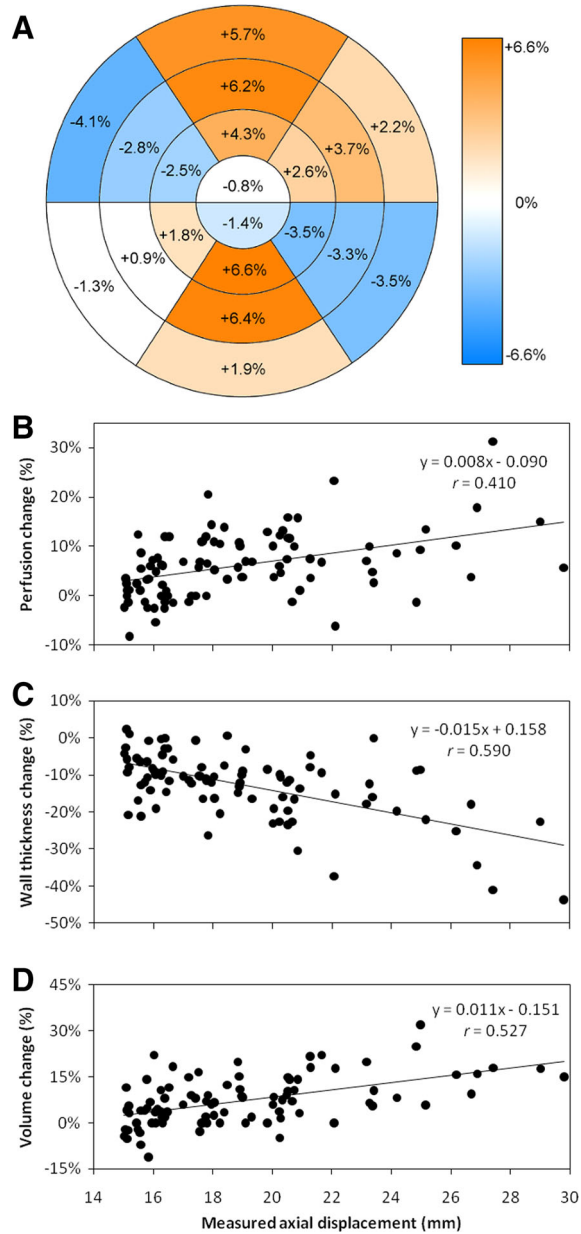 A
+5.7%
+6.6%
+6.2%
-4.1%
+2.2%
+4.3%
-2.8%
+3.7%
-2.5%
+2.6%
-0.8%
0%
-1.4%
+1.8%
-3.5%
+0.9%
-3.3%
+6.6%
-1.3%
-3.5%
+6.4%
-6.6%
+1.9%
B
Perfusion change (%)
30%
20%
10%
0%
-10%
y = 0.008x - 0.090
r = 0.410
C
Wall thickness change (%)
10%
0%
-10%
-20%
-30%
-40%
-50%
y = -0.015x + 0.158
r = 0.590
D
Volume change (%)
45%
30%
15%
0%
-15%
y = 0.011x - 0.151
r = 0.527
14 16 18 20 22 24 26 28 30
Measured axial displacement (mm)